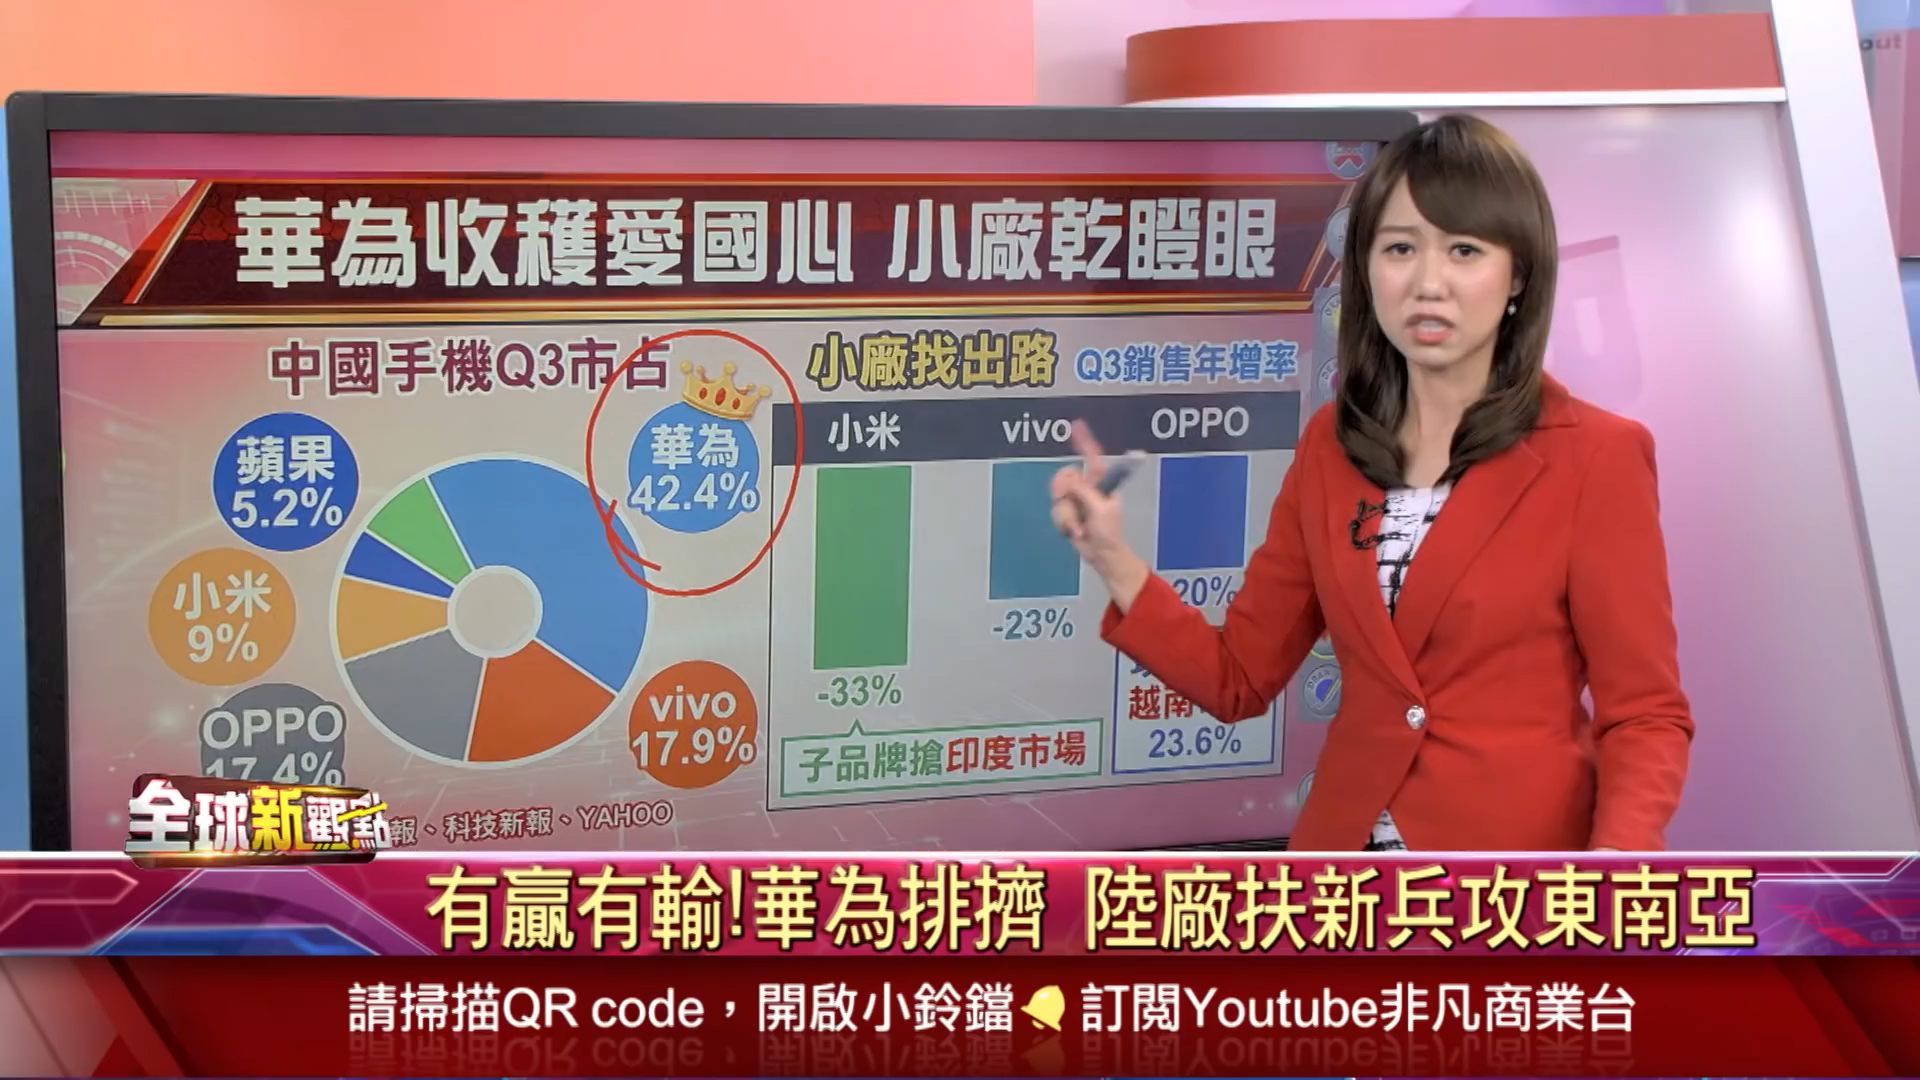 華為收穫愛國心 小廠乾瞪眼
中國手機Q3市占
華為
42.4%
蘋果
5.2%
小米
9%
OPPO
17.4%
vivo
17.9%
小廠找出路 Q3銷售年增率
小米 vivo OPPO
-33%
-23%
20%
子品牌搶印度市場
越南
23.6%
報、科技新報、YAHOO
全球新觀點
有贏有輸!華為排擠 陸廠扶新兵攻東南亞
請掃描QR code，開啟小鈴鐺 訂閱Youtube非凡商業台